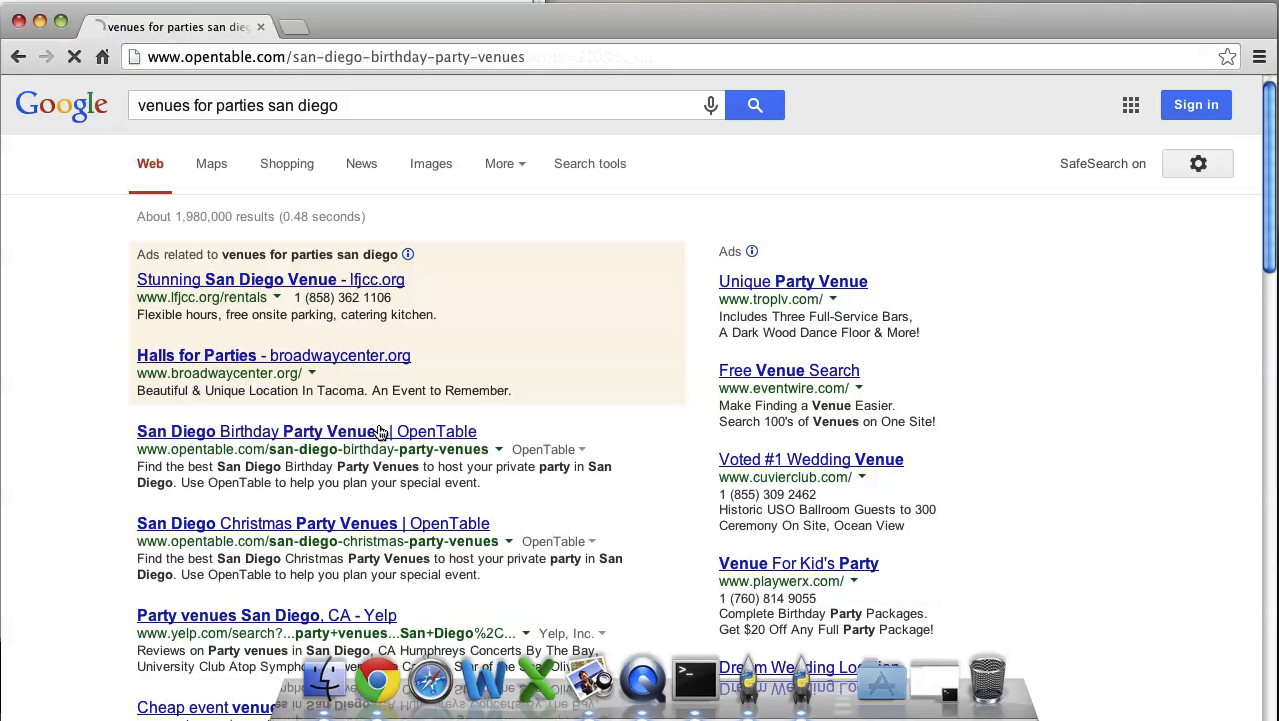 venues for parties san dieg
www.opentable.com/san-diego-birthday-party-venues
Google
venues for parties san diego
Sign in
Web
Maps
Shopping
News
Images
More
Search tools
SafeSearch on
About 1,980,000 results (0.48 seconds)
Ads related to venues for parties san diego
Stunning San Diego Venue - lfjcc.org
www.lfjcc.org/rentals 1 (858) 362 1106
Flexible hours, free onsite parking, catering kitchen.
Halls for Parties - broadwaycenter.org
www.broadwaycenter.org/
Beautiful & Unique Location In Tacoma. An Event to Remember.
San Diego Birthday Party Venues | OpenTable
www.opentable.com/san-diego-birthday-party-venues OpenTable
Find the best San Diego Birthday Party Venues to host your private party in San
Diego. Use OpenTable to help you plan your special event.
San Diego Christmas Party Venues | OpenTable
www.opentable.com/san-diego-christmas-party-venues OpenTable
Find the best San Diego Christmas Party Venues to host your private party in San
Diego. Use OpenTable to help you plan your special event.
Party venues San Diego, CA - Yelp
www.yelp.com/search?...party+venues...San+Diego%2C... Yelp, Inc.
Reviews on Party venues in San Diego, CA Humphreys Concerts By The Bay,
University Club Atop Sympho
Cheap event venue
Ads
Unique Party Venue
www.troplv.com/
Includes Three Full-Service Bars,
A Dark Wood Dance Floor & More!
Free Venue Search
www.eventwire.com/
Make Finding a Venue Easier.
Search 100's of Venues on One Site!
Voted #1 Wedding Venue
www.cuvierclub.com/
1 (855) 309 2462
Historic USO Ballroom Guests to 300
Ceremony On Site, Ocean View
Venue For Kid's Party
www.playwerx.com/
1 (760) 814 9055
Complete Birthday Party Packages.
Get $20 Off Any Full Party Package!
Dream Wedding Location